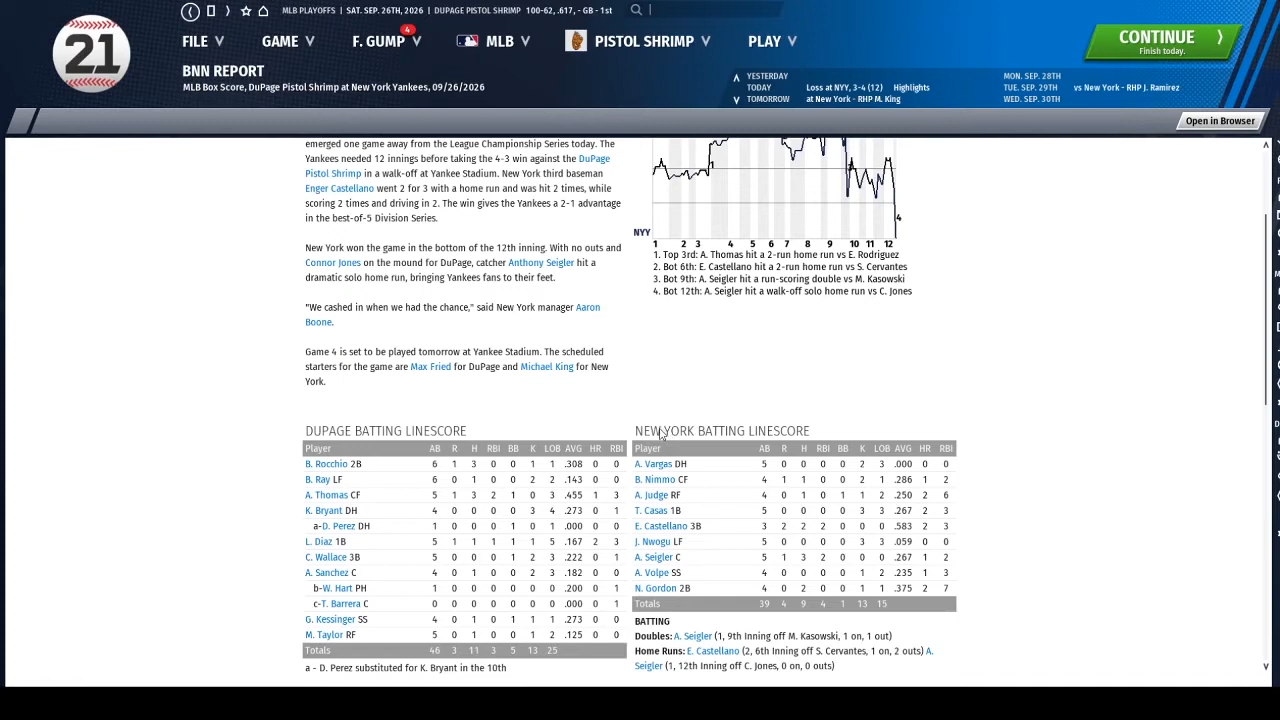 MLB PLAYOFFS | SAT. SEP. 26TH, 2026 | DUPAGE PISTOL SHRIMP 100-62, .617, - GB - 1st
21
FILE GAME F. GUMP 4 MLB PISTOL SHRIMP PLAY
CONTINUE
Finish today.
BNN REPORT
MLB Box Score, DuPage Pistol Shrimp at New York Yankees, 09/26/2026
YESTERDAY
TODAY Loss at NYY, 3-4 (12) Highlights
TOMORROW at New York - RHP M. King
MON. SEP. 28TH
TUE. SEP. 29TH vs New York - RHP J. Ramirez
WED. SEP. 30TH
Open in Browser
emerged one game away from the League Championship Series today. The
Yankees needed 12 innings before taking the 4-3 win against the DuPage
Pistol Shrimp in a walk-off at Yankee Stadium. New York third baseman
Enger Castellano went 2 for 3 with a home run and was hit 2 times, while
scoring 2 times and driving in 2. The win gives the Yankees a 2-1 advantage
in the best-of-5 Division Series.
New York won the game in the bottom of the 12th inning. With no outs and
Connor Jones on the mound for DuPage, catcher Anthony Seigler hit a
dramatic solo home run, bringing Yankees fans to their feet.
"We cashed in when we had the chance," said New York manager Aaron
Boone.
Game 4 is set to be played tomorrow at Yankee Stadium. The scheduled
starters for the game are Max Fried for DuPage and Michael King for New
York.
1
4
NYY
1 2 3 4 5 6 7 8 9 10 11 12
1. Top 3rd: A. Thomas hit a 2-run home run vs E. Rodriguez
2. Bot 6th: E. Castellano hit a 2-run home run vs S. Cervantes
3. Bot 9th: A. Seigler hit a run-scoring double vs M. Kasowski
4. Bot 12th: A. Seigler hit a walk-off solo home run vs C. Jones
DUPAGE BATTING LINESCORE
Player AB R H RBI BB K LOB AVG HR RBI
B. Rocchio 2B 6 1 3 0 0 1 1 .308 0 0
B. Ray LF 6 0 1 0 0 2 2 .143 0 0
A. Thomas CF 5 1 3 2 1 0 3 .455 1 3
K. Bryant DH 4 0 0 0 0 3 4 .273 0 1
a-D. Perez DH 1 0 0 0 1 0 1 .000 0 0
L. Diaz 1B 5 1 1 1 1 1 5 .167 2 3
C. Wallace 3B 5 0 0 0 1 2 3 .222 0 1
A. Sanchez C 4 0 1 0 0 2 3 .182 0 0
b-W. Hart PH 1 0 0 0 0 0 0 .200 0 1
c-T. Barrera C 0 0 0 0 0 0 0 .000 0 1
G. Kessinger SS 4 0 1 0 1 1 1 .273 0 0
M. Taylor RF 5 0 1 0 0 1 2 .125 0 0
Totals 46 3 11 3 5 13 25
a - D. Perez substituted for K. Bryant in the 10th
NEW YORK BATTING LINESCORE
Player AB R H RBI BB K LOB AVG HR RBI
A. Vargas DH 5 0 0 0 0 2 3 .000 0 0
B. Nimmo CF 4 1 1 0 0 2 1 .286 1 2
A. Judge RF 4 0 1 0 1 1 2 .250 2 6
T. Casas 1B 5 0 0 0 0 3 3 .267 2 3
E. Castellano 3B 3 2 2 2 0 0 0 .583 2 3
J. Nwogu LF 5 0 0 0 0 3 3 .059 0 0
A. Seigler C 5 1 3 2 0 0 0 .267 1 2
A. Volpe SS 4 0 0 0 0 1 2 .235 1 3
N. Gordon 2B 4 0 2 0 0 1 1 .375 2 7
Totals 39 4 9 4 1 13 15
BATTING
Doubles: A. Seigler (1, 9th Inning off M. Kasowski, 1 on, 1 out)
Home Runs: E. Castellano (2, 6th Inning off S. Cervantes, 1 on, 2 outs) A.
Seigler (1, 12th Inning off C. Jones, 0 on, 0 outs)